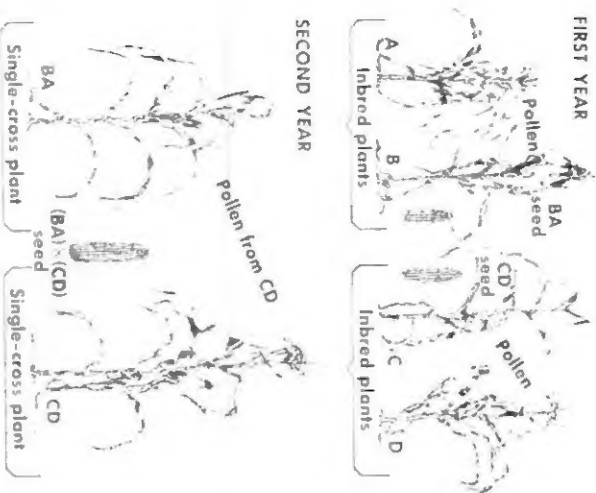 FIRST YEAR
Pollen
BA
seed
CD
seed
Pollen
A
B
C
D
Inbred plants
Inbred plants
SECOND YEAR
Pollen from CD
BA
(BA) × (CD)
seed
CD
Single-cross plant
Single-cross plant